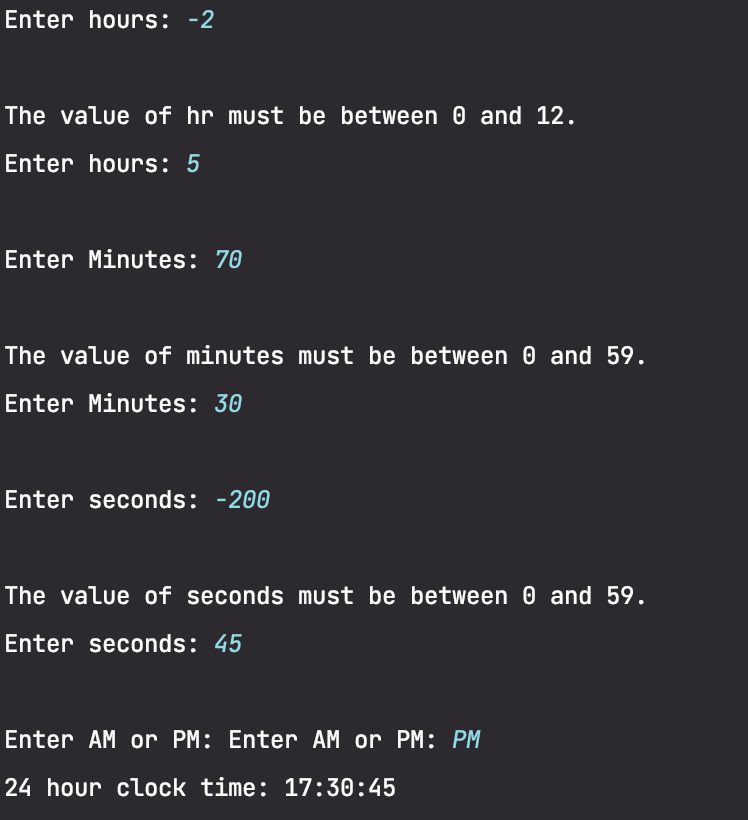 Enter hours: -2
The value of hr must be between 0 and 12.
Enter hours: 5
Enter Minutes: 70
The value of minutes must be between 0 and 59.
Enter Minutes: 30
Enter seconds: -200
The value of seconds must be between 0 and 59.
Enter seconds: 45
Enter AM or PM: Enter AM or PM: PM
24 hour clock time: 17:30:45